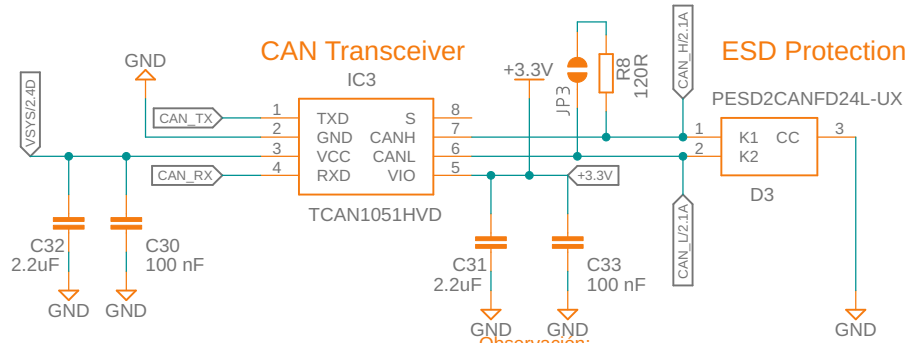 CAN Transceiver
ESD Protection
GND
IC3
+3.3V
JP3
R8
120R
CAN_H/2.1A
PESD2CANFD24L-UX
VSYS/2.4D
CAN_TX
1
TXD
S
8
2
GND
CANH
7
1
K1
CC
3
3
VCC
CANL
6
2
K2
CAN_RX
4
RXD
VIO
5
+3.3V
TCAN1051HVD
D3
CAN_L/2.1A
C32
2.2uF
C30
100 nF
C31
2.2uF
C33
100 nF
GND
GND
GND
GND
GND
Observación: